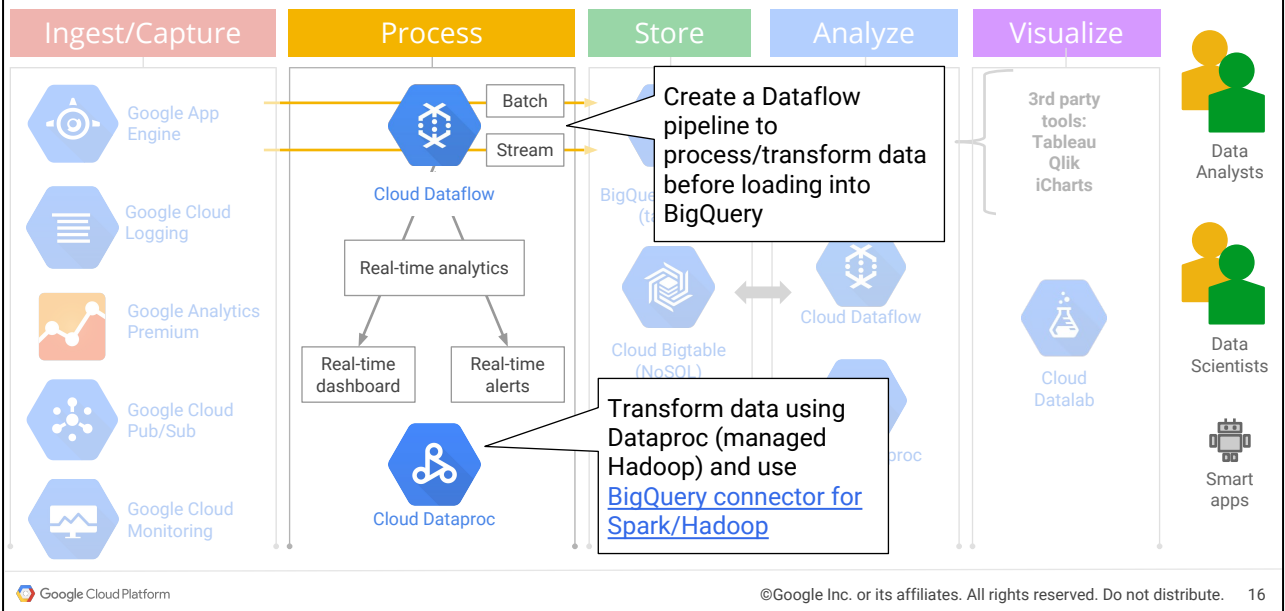 Ingest/Capture
Process
Store
Analyze
Visualize
Google App
Engine
Google Cloud
Logging
Google Analytics
Premium
Google Cloud
Pub/Sub
Google Cloud
Monitoring
Batch
Stream
Cloud Dataflow
Real-time analytics
Real-time
dashboard
Real-time
alerts
Cloud Dataproc
Create a Dataflow
pipeline to
process/transform data
before loading into
BigQuery
Cloud Bigtable
(NoSQL)
Cloud Dataflow
Transform data using
Dataproc (managed
Hadoop) and use
BigQuery connector for
Spark/Hadoop
3rd party
tools:
Tableau
Qlik
iCharts
Cloud
Datalab
Data
Analysts
Data
Scientists
Smart
apps
Google Cloud Platform
©Google Inc. or its affiliates. All rights reserved. Do not distribute. 16